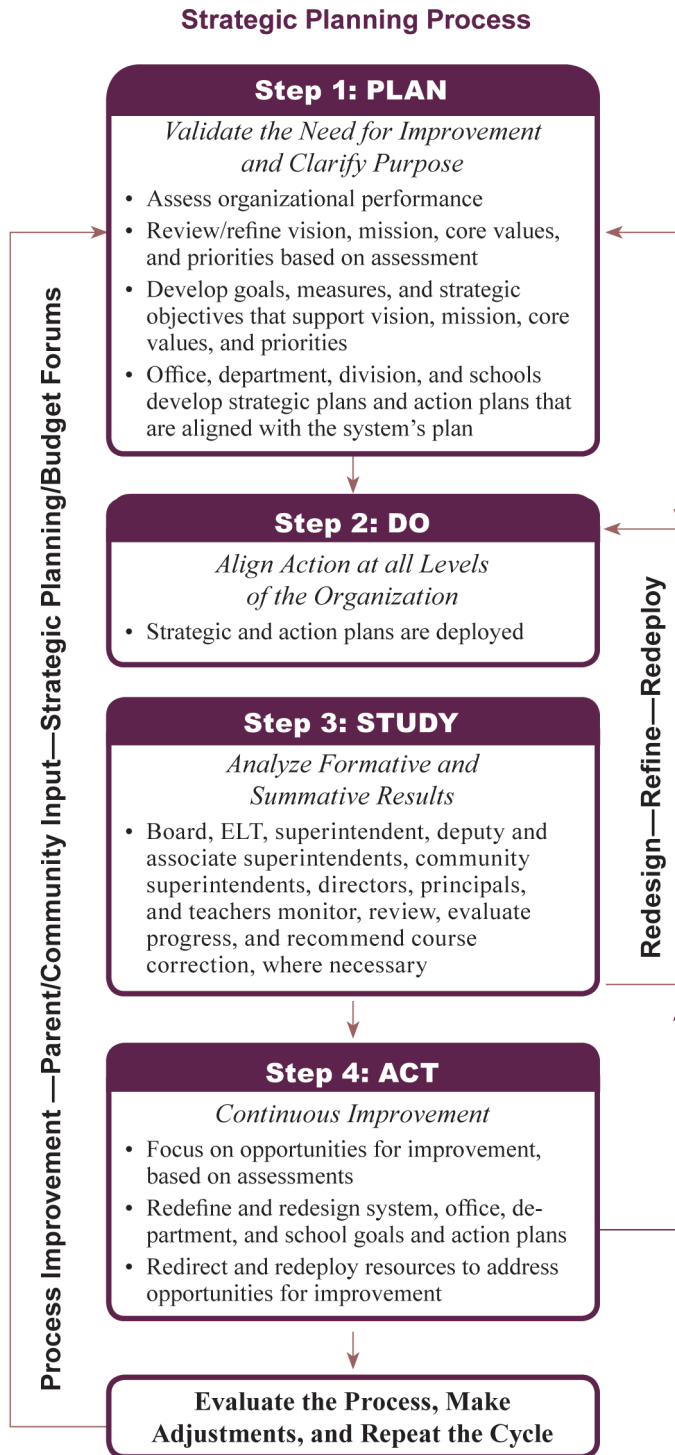 Strategic Planning Process
Step 1: PLAN
Validate the Need for Improvement
and Clarify Purpose
• Assess organizational performance
• Review/refine vision, mission, core values,
and priorities based on assessment
• Develop goals, measures, and strategic
objectives that support vision, mission, core
values, and priorities
• Office, department, division, and schools
develop strategic plans and action plans that
are aligned with the system’s plan
Step 2: DO
Align Action at all Levels
of the Organization
• Strategic and action plans are deployed
Step 3: STUDY
Analyze Formative and
Summative Results
• Board, ELT, superintendent, deputy and
associate superintendents, community
superintendents, directors, principals,
and teachers monitor, review, evaluate
progress, and recommend course
correction, where necessary
Step 4: ACT
Continuous Improvement
• Focus on opportunities for improvement,
based on assessments
• Redefine and redesign system, office, de-
partment, and school goals and action plans
• Redirect and redeploy resources to address
opportunities for improvement
Evaluate the Process, Make
Adjustments, and Repeat the Cycle
Process Improvement —Parent/Community Input—Strategic Planning/Budget Forums
Redesign—Refine—Redeploy